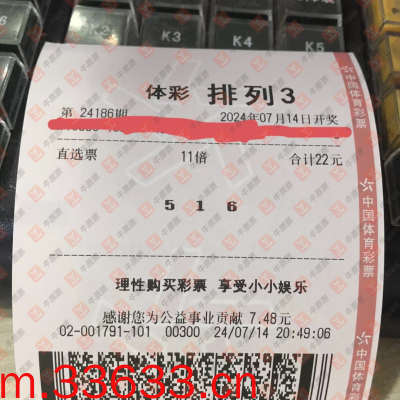 K2
K3
K4
K5
体彩 排列3
第 24186期 2024年07月14日开奖
直选票 11倍 合计22元
5 1 6
理性购买彩票 享受小小娱乐
感谢您为公益事业贡献 7.48元
02-001791-101 00300 24/07/14 20:49:06
中国体育彩票
中国体育彩票
m.33633.cn